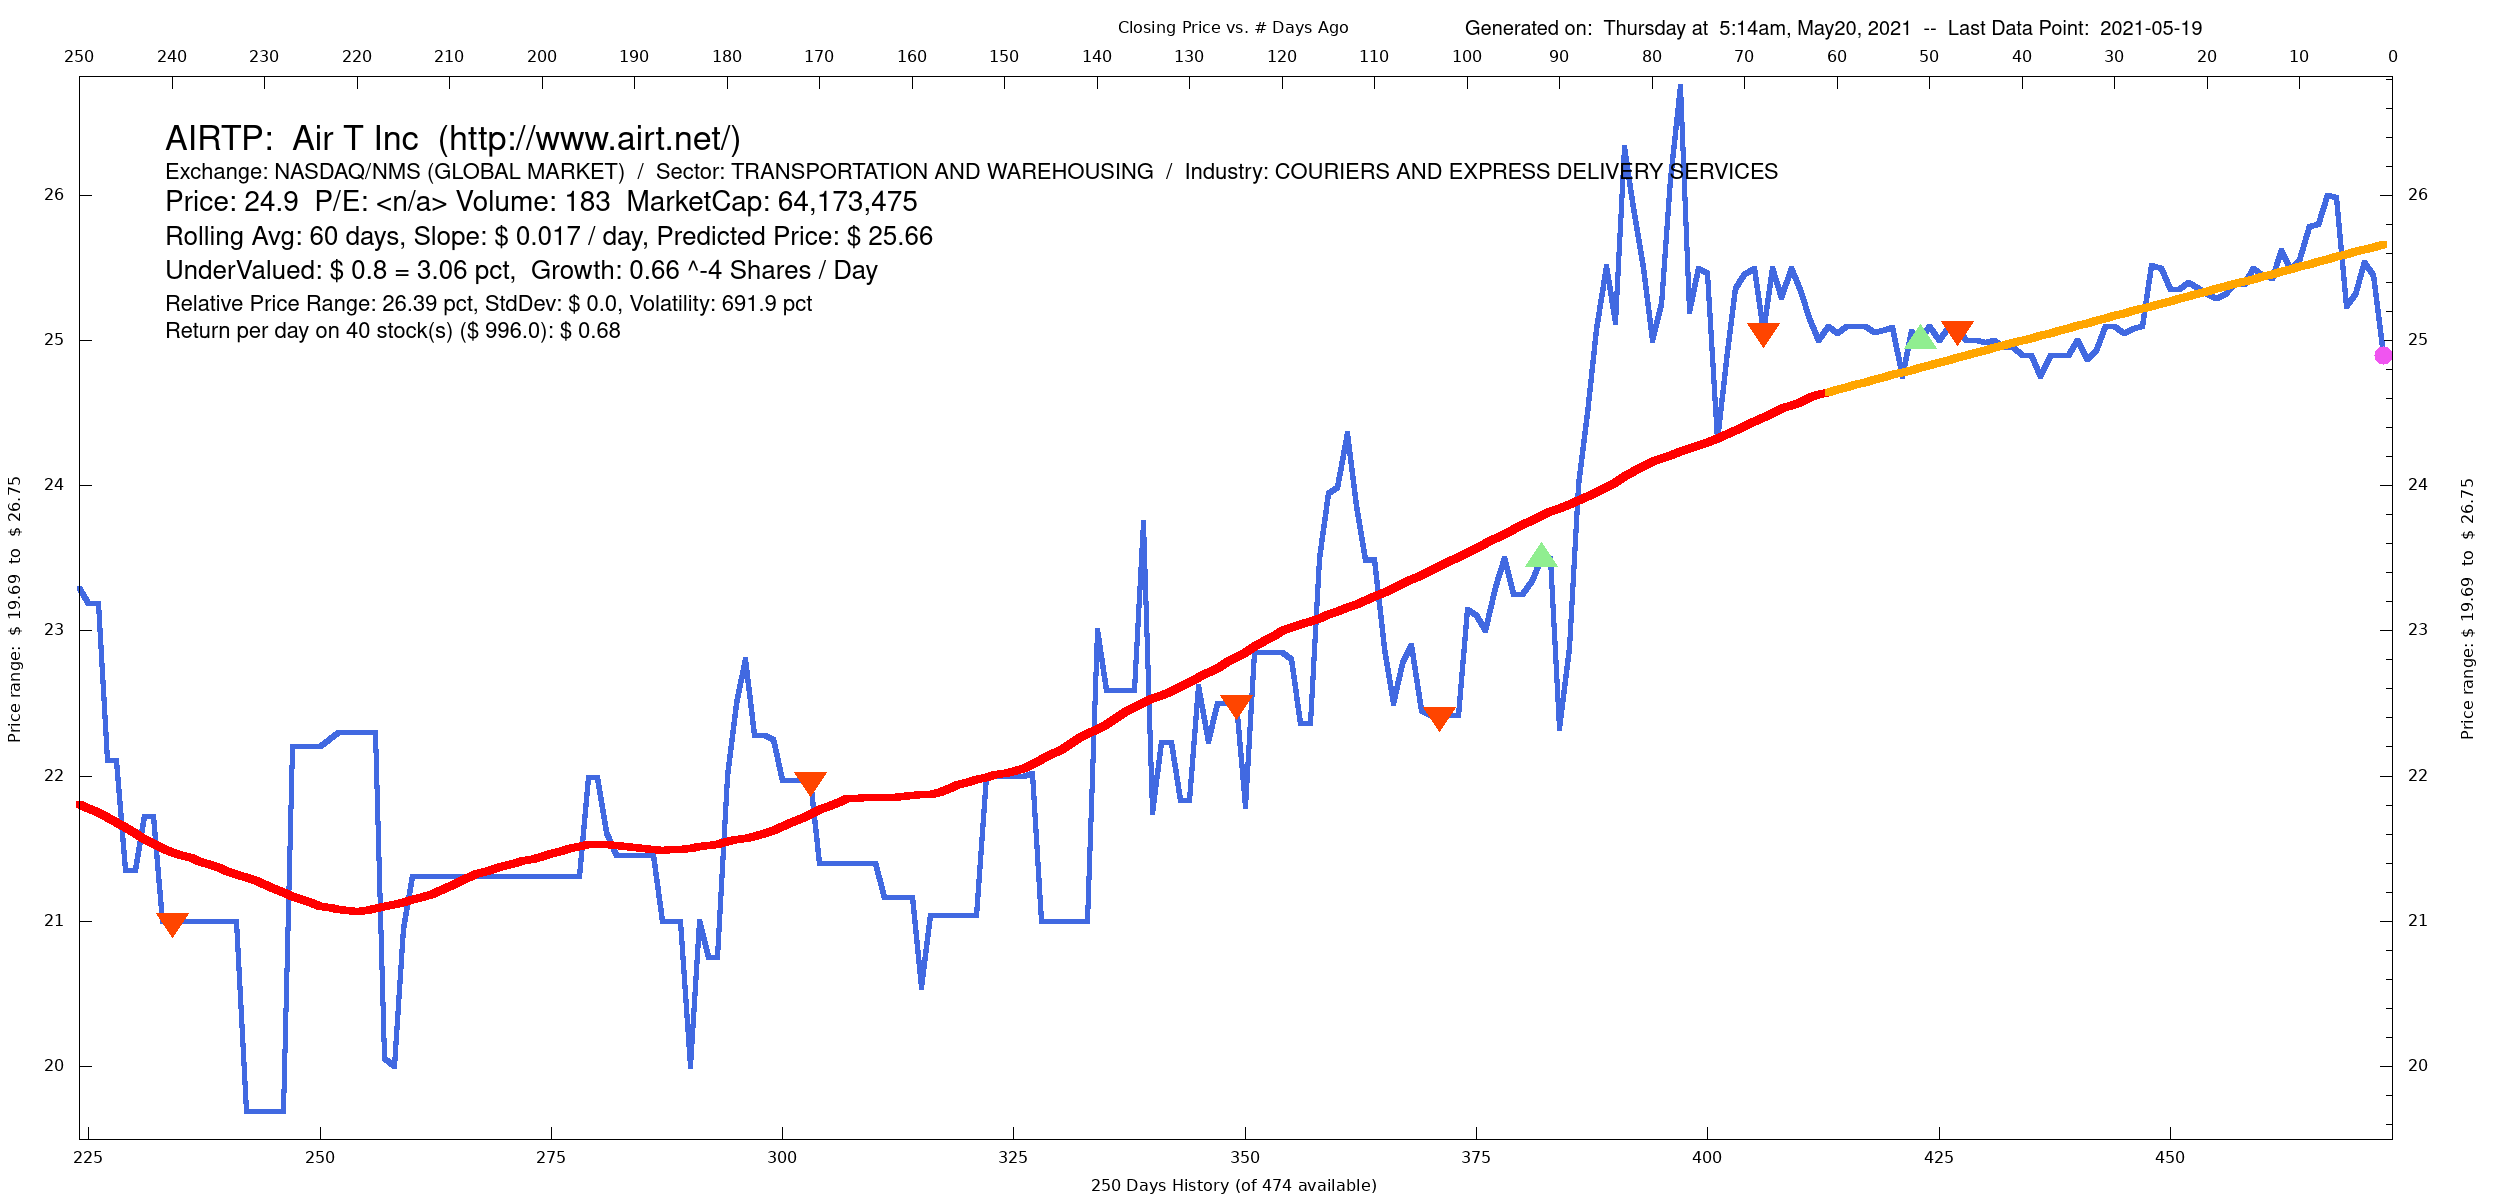 Closing Price vs. # Days Ago
Generated on:  Thursday at  5:14am, May20, 2021  --  Last Data Point:  2021-05-19
250 240 230 220 210 200 190 180 170 160 150 140 130 120 110 100 90 80 70 60 50 40 30 20 10 0
AIRTP:  Air T Inc  (http://www.airt.net/)
Exchange: NASDAQ/NMS (GLOBAL MARKET)  /  Sector: TRANSPORTATION AND WAREHOUSING  /  Industry: COURIERS AND EXPRESS DELIVERY SERVICES
Price: 24.9  P/E: <n/a> Volume: 183  MarketCap: 64,173,475
Rolling Avg: 60 days, Slope: $ 0.017 / day, Predicted Price: $ 25.66
UnderValued: $ 0.8 = 3.06 pct,  Growth: 0.66 ^-4 Shares / Day
Relative Price Range: 26.39 pct, StdDev: $ 0.0, Volatility: 691.9 pct
Return per day on 40 stock(s) ($ 996.0): $ 0.68
26 26
25 25
24 24
23 23
22 22
21 21
20 20
Price range: $ 19.69  to  $ 26.75
Price range: $ 19.69  to  $ 26.75
225 250 275 300 325 350 375 400 425 450
250 Days History (of 474 available)